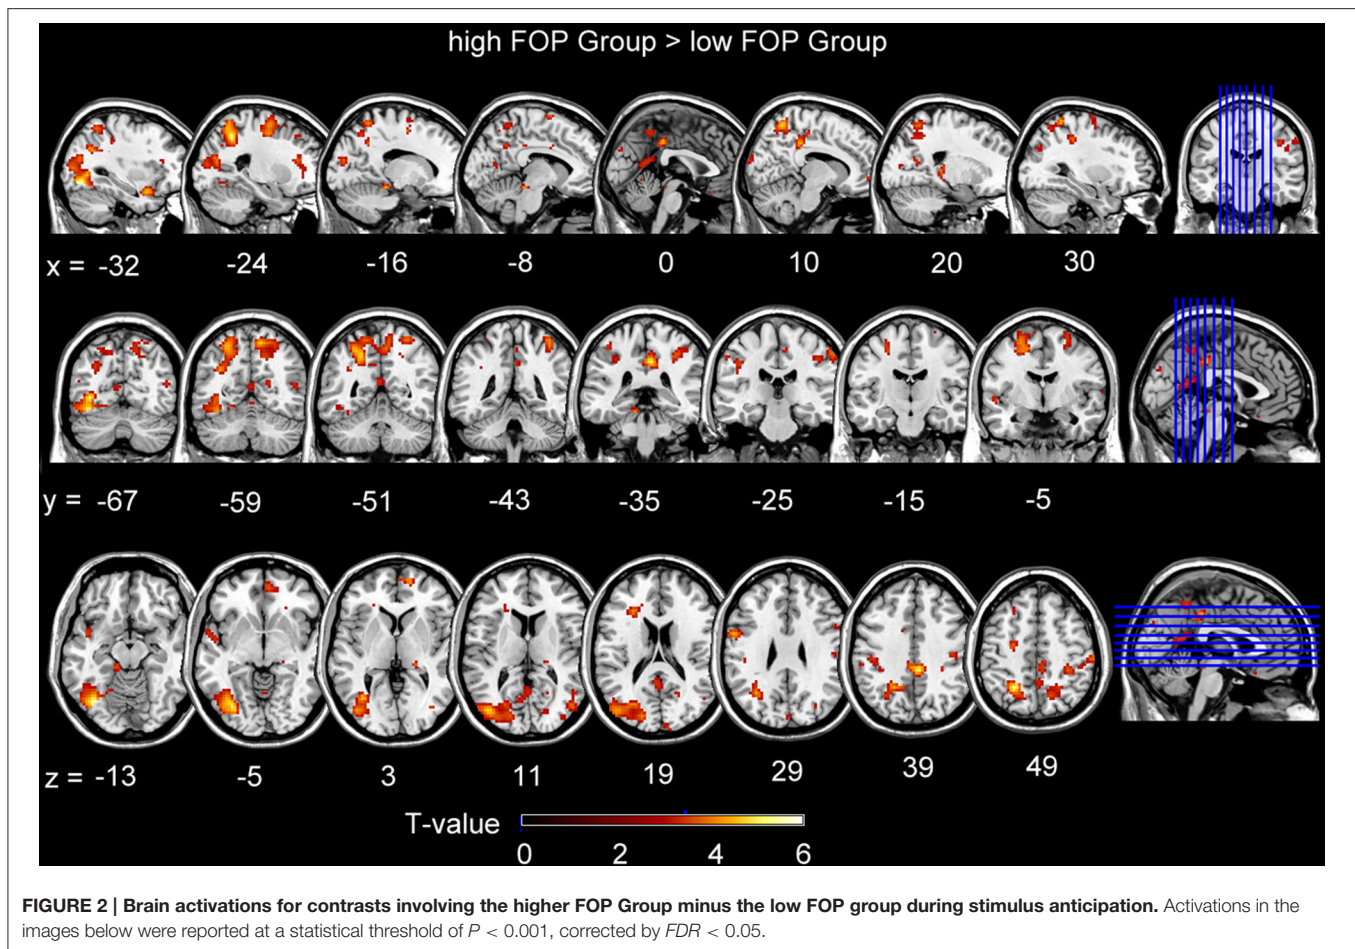 high FOP Group > low FOP Group
x = -32 -24 -16 -8 0 10 20 30
y = -67 -59 -51 -43 -35 -25 -15 -5
z = -13 -5 3 11 19 29 39 49
T-value
0 2 4 6
FIGURE 2 | Brain activations for contrasts involving the higher FOP Group minus the low FOP group during stimulus anticipation. Activations in the
images below were reported at a statistical threshold of P < 0.001, corrected by FDR < 0.05.